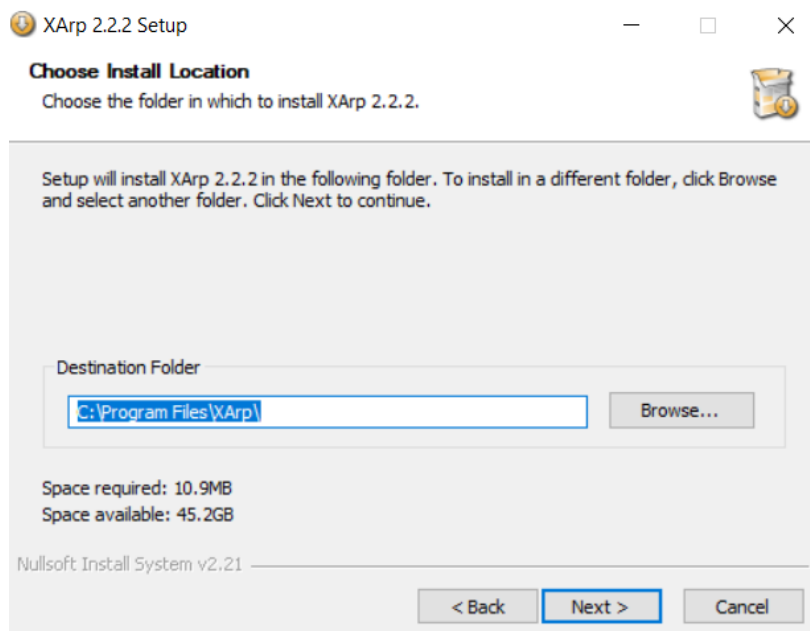 XArp 2.2.2 Setup
Choose Install Location
Choose the folder in which to install XArp 2.2.2.
Setup will install XArp 2.2.2 in the following folder. To install in a different folder, click Browse
and select another folder. Click Next to continue.
Destination Folder
C:\Program Files\XArp\
Browse...
Space required: 10.9MB
Space available: 45.2GB
Nullsoft Install System v2.21
< Back
Next >
Cancel